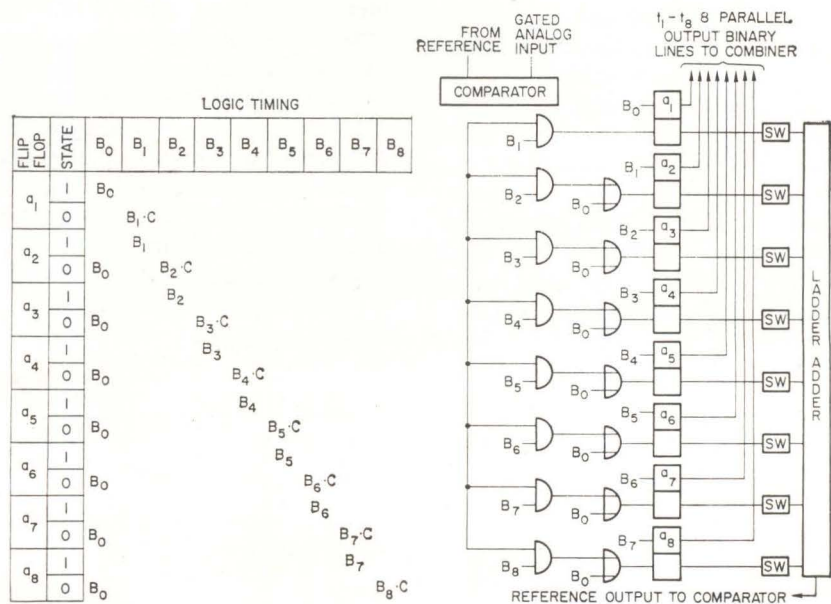 LOGIC TIMING
FLIP FLOP STATE B₀ B₁ B₂ B₃ B₄ B₅ B₆ B₇ B₈
a₁ 1 B₀
0 B₁·C
a₂ 1 B₁
0 B₀ B₂·C
a₃ 1 B₂
0 B₀ B₃·C
a₄ 1 B₃
0 B₀ B₄·C
a₅ 1 B₄
0 B₀ B₅·C
a₆ 1 B₅
0 B₀ B₆·C
a₇ 1 B₆
0 B₀ B₇·C
a₈ 1 B₇
0 B₀ B₈·C
FROM
REFERENCE
GATED
ANALOG
INPUT
t₁-t₈ 8 PARALLEL
OUTPUT BINARY
LINES TO COMBINER
COMPARATOR
B₀ a₁
B₁ SW
B₁ a₂
B₂ B₀ SW
B₂ a₃
B₃ B₀ SW
B₃ a₄
B₄ B₀ SW
B₄ a₅
B₅ B₀ SW
B₅ a₆
B₆ B₀ SW
B₆ a₇
B₇ B₀ SW
B₇ a₈
B₈ B₀ SW
LADDER ADDER
REFERENCE OUTPUT TO COMPARATOR